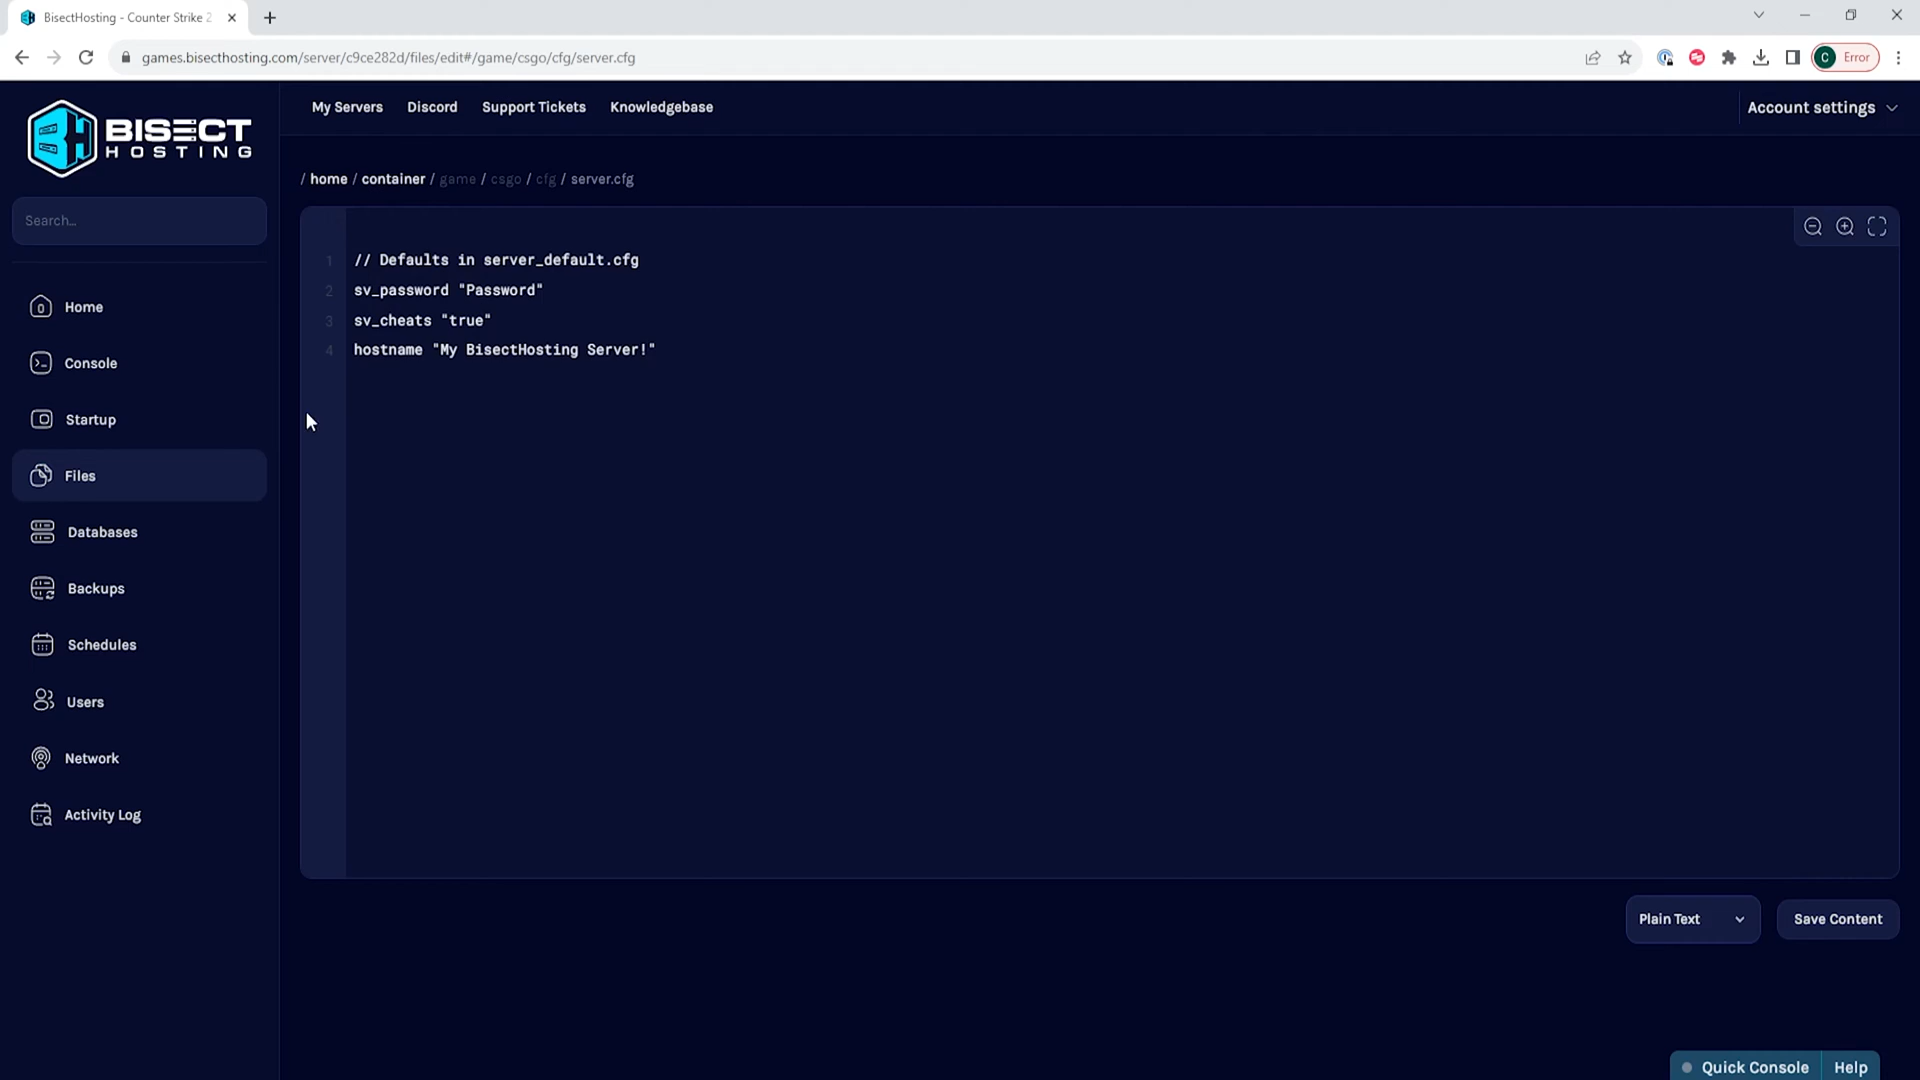 BisectHosting - Counter Strike 2
games.bisecthosting.com/server/c9ce282d/files/edit#/game/csgo/cfg/server.cfg
C Error
BISECT
HOSTING
My Servers Discord Support Tickets Knowledgebase
Account settings
Search...
Home
Console
Startup
Files
Databases
Backups
Schedules
Users
Network
Activity Log
/ home / container / game / csgo / cfg / server.cfg
1 // Defaults in server_default.cfg
2 sv_password "Password"
3 sv_cheats "true"
4 hostname "My BisectHosting Server!"
Plain Text
Save Content
Quick Console
Help